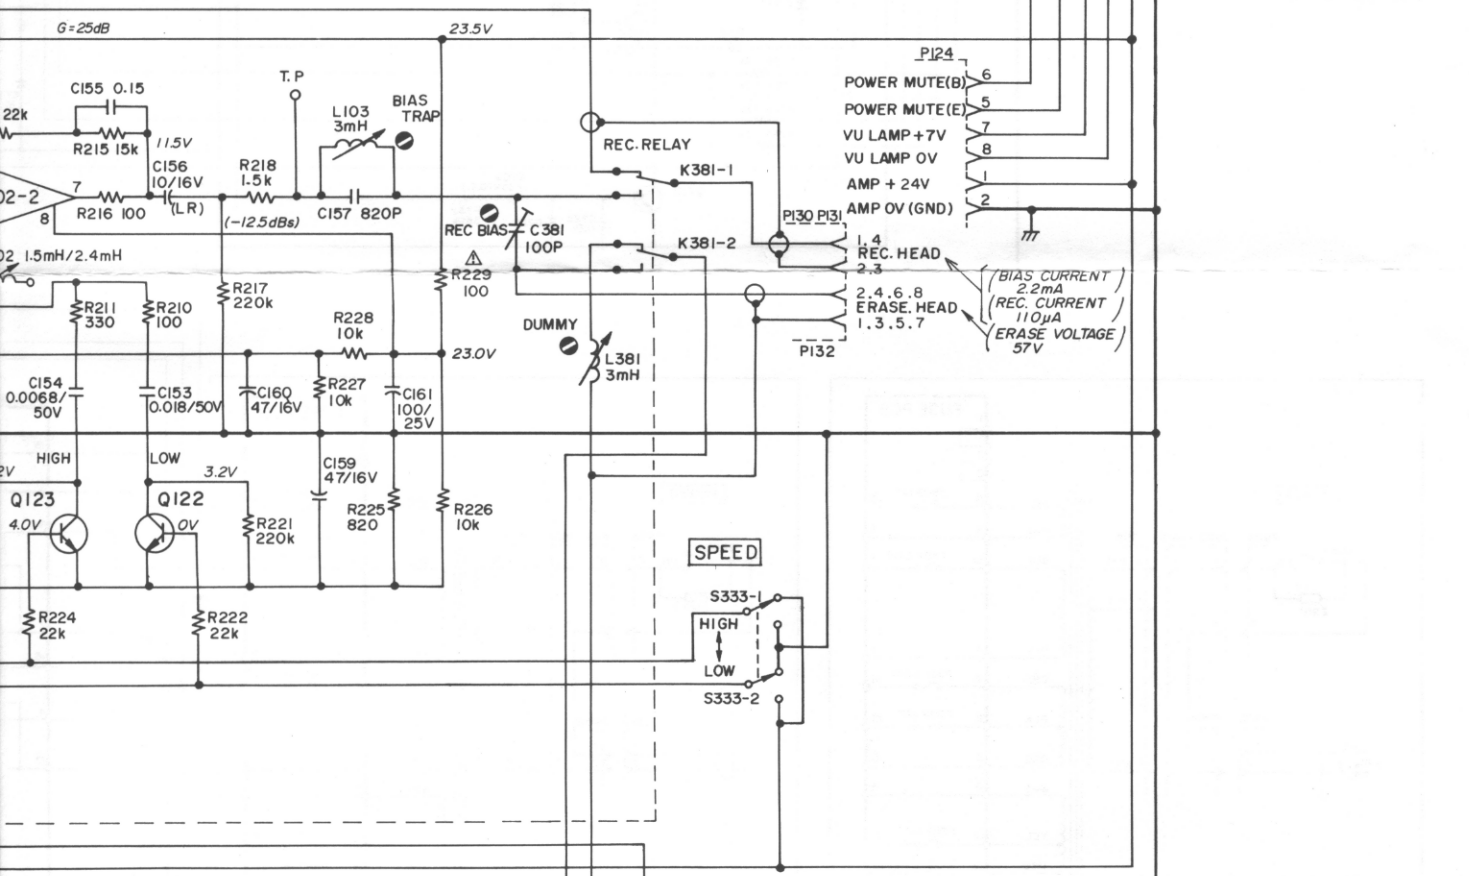 G=25dB
23.5V
P124
POWER MUTE(B) 6
POWER MUTE(E) 5
VU LAMP+7V 7
VU LAMP OV 8
AMP+24V 1
AMP OV(GND) 2
T.P
C155 0.15
22k
R215 15k
11.5V
L103
3mH
BIAS
TRAP
REC.RELAY
K381-1
C156
10/16V
(LR)
R218
1.5k
7
8
R216 100
C157 820P
(-12.5dBs)
REC BIAS
C381
100P
K381-2
P130 P131
1.4
REC.HEAD
2.3
2.4.6.8
ERASE.HEAD
1.3.5.7
P132
(BIAS CURRENT
2.2mA
(REC. CURRENT
110μA
(ERASE VOLTAGE)
57V
1.5mH/2.4mH
R229
100
R217
220k
R211
330
R210
100
R228
10k
23.0V
DUMMY
L381
3mH
C154
0.0068/
50V
C153
0.018/50V
C160
47/16V
R227
10k
C161
100/
25V
HIGH
LOW
3.2V
C159
47/16V
Q123
Q122
4.0V
0V
R221
220k
R225
820
R226
10k
SPEED
R224
22k
R222
22k
S333-1
HIGH
LOW
S333-2